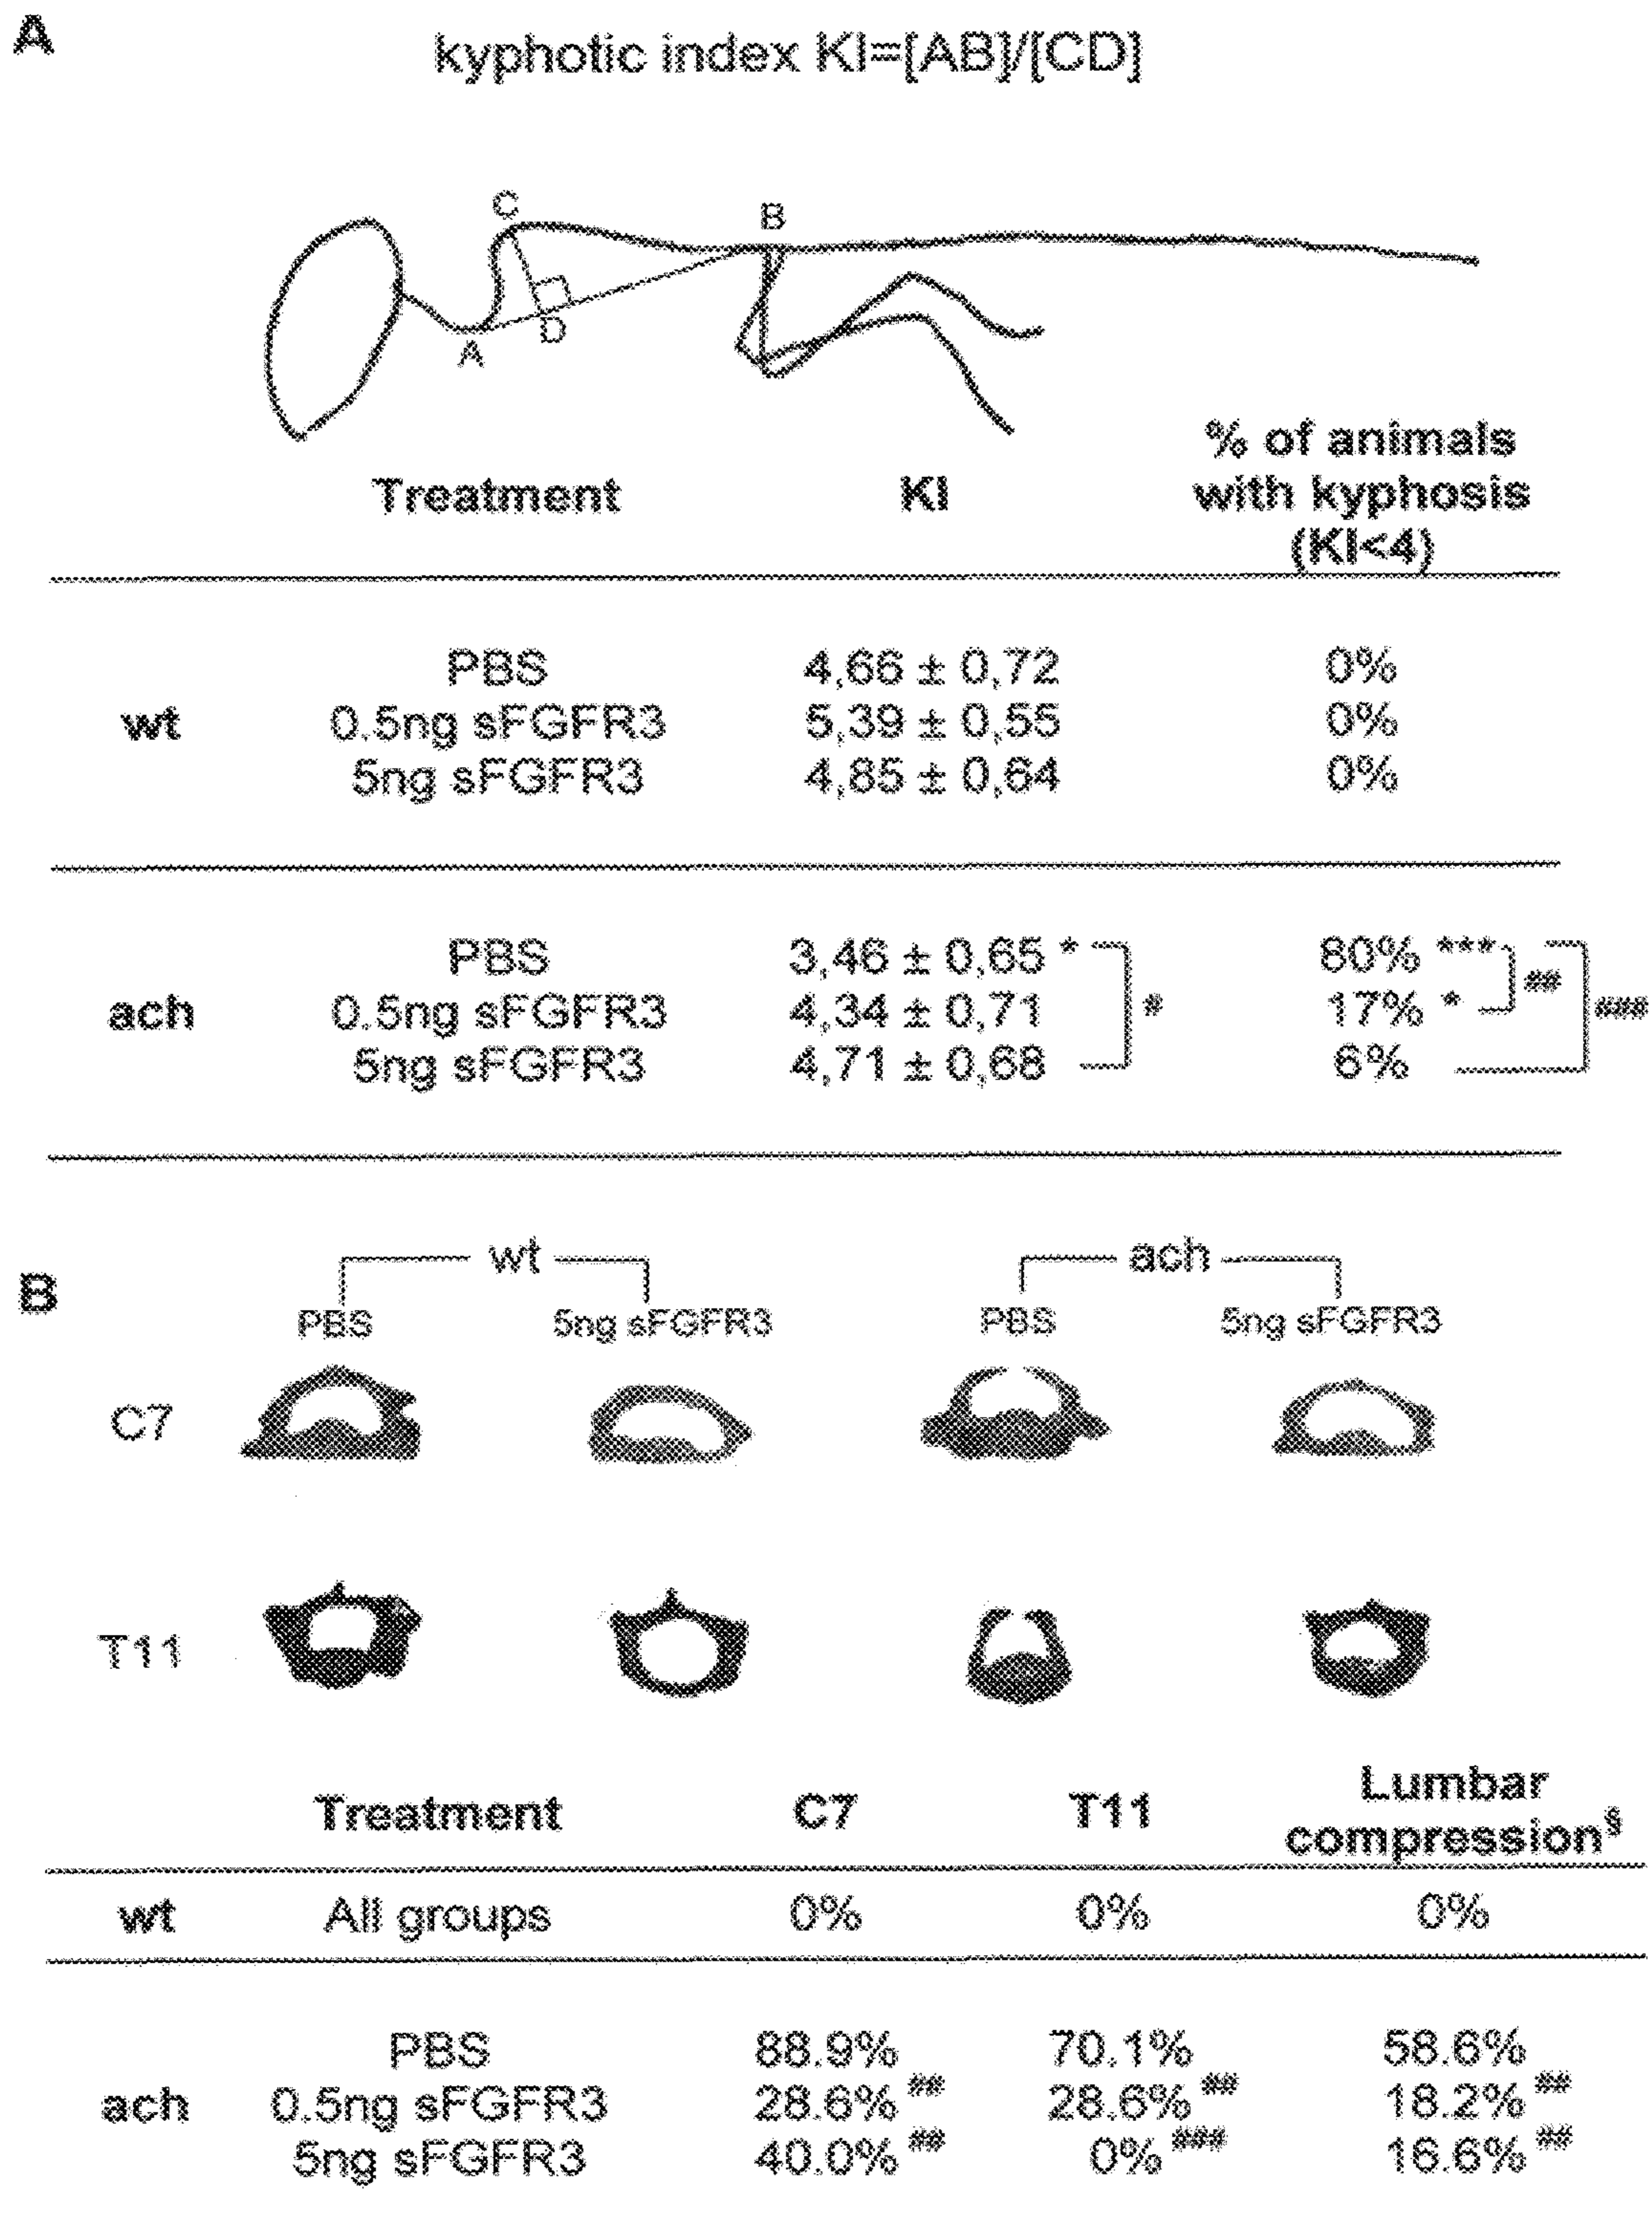 A
kyphotic index KI=[AB]/[CD]
C
B
D
A
% of animals
Treatment KI with kyphosis
(KI<4)
PBS 4,66 ± 0,72 0%
wt 0.5ng sFGFR3 5,39 ± 0,55 0%
5ng sFGFR3 4,85 ± 0,64 0%
PBS 3,46 ± 0,65 * 80% ***
ach 0.5ng sFGFR3 4,34 ± 0,71 # 17% * ## ###
5ng sFGFR3 4,71 ± 0,68 6%
B wt ach
PBS 5ng sFGFR3 PBS 5ng sFGFR3
C7
T11
Lumbar
Treatment C7 T11 compression§
wt All groups 0% 0% 0%
PBS 88.9% 70.1% 58.6%
ach 0.5ng sFGFR3 28.6% ## 28.6% ## 18.2% ##
5ng sFGFR3 40.0% ## 0% ### 16.6% ##